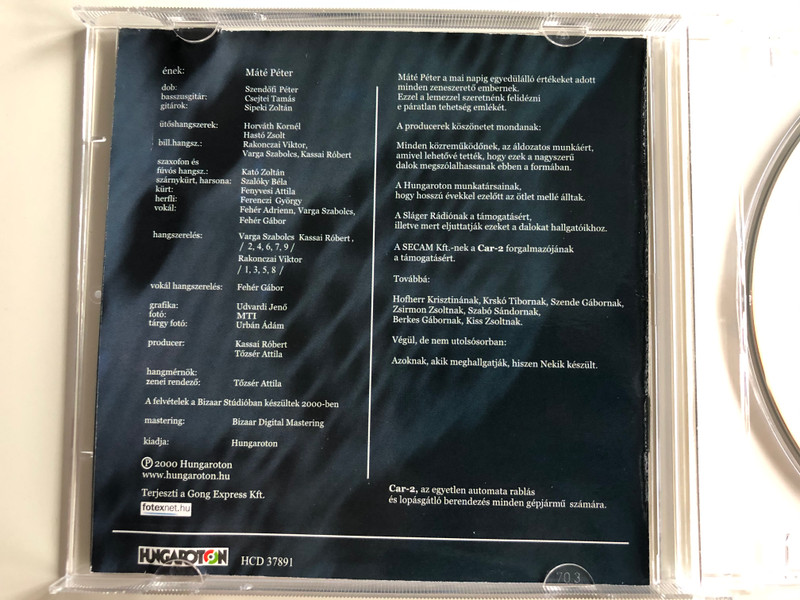 ének: Máté Péter
dob: Szendőfi Péter
basszusgitár: Csejtei Tamás
gitárok: Sipeki Zoltán
ütőshangszerek: Horváth Kornél
Hastó Zsolt
bill.hangsz.: Rakonczai Viktor,
Varga Szabolcs, Kassai Róbert
szaxofon és
fúvós hangsz.: Kató Zoltán
szárnykürt, harsona: Szalóky Béla
kürt: Fenyvesi Attila
herfli: Ferenczi György
vokál: Fehér Adrienn, Varga Szabolcs,
Fehér Gábor
hangszerelés: Varga Szabolcs Kassai Róbert,
/ 2, 4, 6, 7, 9 /
Rakonczai Viktor
/ 1, 3, 5, 8 /
vokál hangszerelés: Fehér Gábor
grafika: Udvardi Jenő
fotó: MTI
tárgy fotó: Urbán Ádám
producer: Kassai Róbert
Tőzsér Attila
hangmérnök:
zenei rendező: Tőzsér Attila
A felvételek a Bizaar Stúdióban készültek 2000-ben
mastering: Bizaar Digital Mastering
kiadja: Hungaroton
Ⓟ 2000 Hungaroton
www.hungaroton.hu
Terjeszti a Gong Express Kft.
fotexnet.hu
Máté Péter a mai napig egyedülálló értékeket adott
minden zeneszerető embernek.
Ezzel a lemezzel szeretnénk felidézni
e páratlan tehetség emlékét.
A producerek köszönetet mondanak:
Minden közreműködőnek, az áldozatos munkáért,
amivel lehetővé tették, hogy ezek a nagyszerű
dalok megszólalhassanak ebben a formában.
A Hungaroton munkatársainak,
hogy hosszú évekkel ezelőtt az ötlet mellé álltak.
A Sláger Rádiónak a támogatásért,
illetve mert eljuttatják ezeket a dalokat hallgatóikhoz.
A SECAM Kft.-nek a Car-2 forgalmazójának
a támogatásért.
Továbbá:
Hofherr Krisztinának, Krskó Tibornak, Szende Gábornak,
Zsirmon Zsoltnak, Szabó Sándornak,
Berkes Gábornak, Kiss Zsoltnak.
Végül, de nem utolsósorban:
Azoknak, akik meghallgatják, hiszen Nekik készült.
Car-2, az egyetlen automata rablás
és lopásgátló berendezés minden gépjármű számára.
HUNGAROTON HCD 37891
70.3